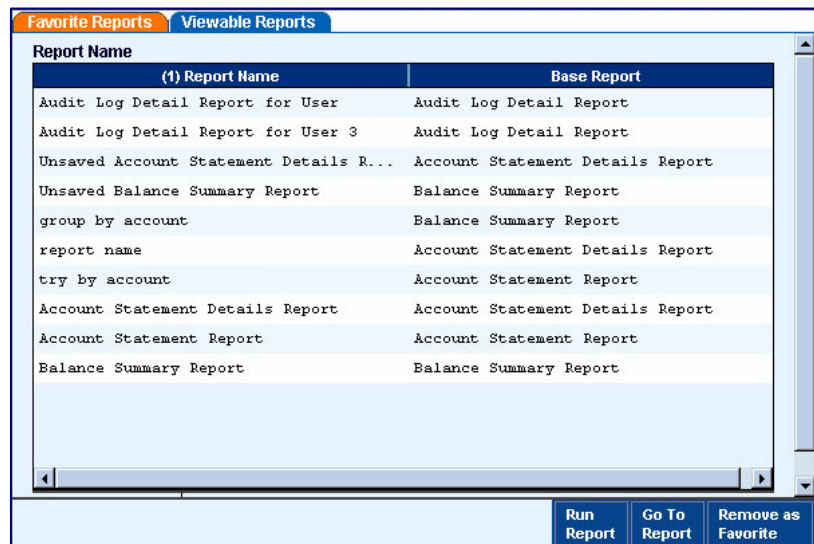 Favorite Reports Viewable Reports
Report Name
(1) Report Name Base Report
Audit Log Detail Report for User Audit Log Detail Report
Audit Log Detail Report for User 3 Audit Log Detail Report
Unsaved Account Statement Details R... Account Statement Details Report
Unsaved Balance Summary Report Balance Summary Report
group by account Balance Summary Report
report name Account Statement Details Report
try by account Account Statement Report
Account Statement Details Report Account Statement Details Report
Account Statement Report Account Statement Report
Balance Summary Report Balance Summary Report
Run Go To Remove as
Report Report Favorite